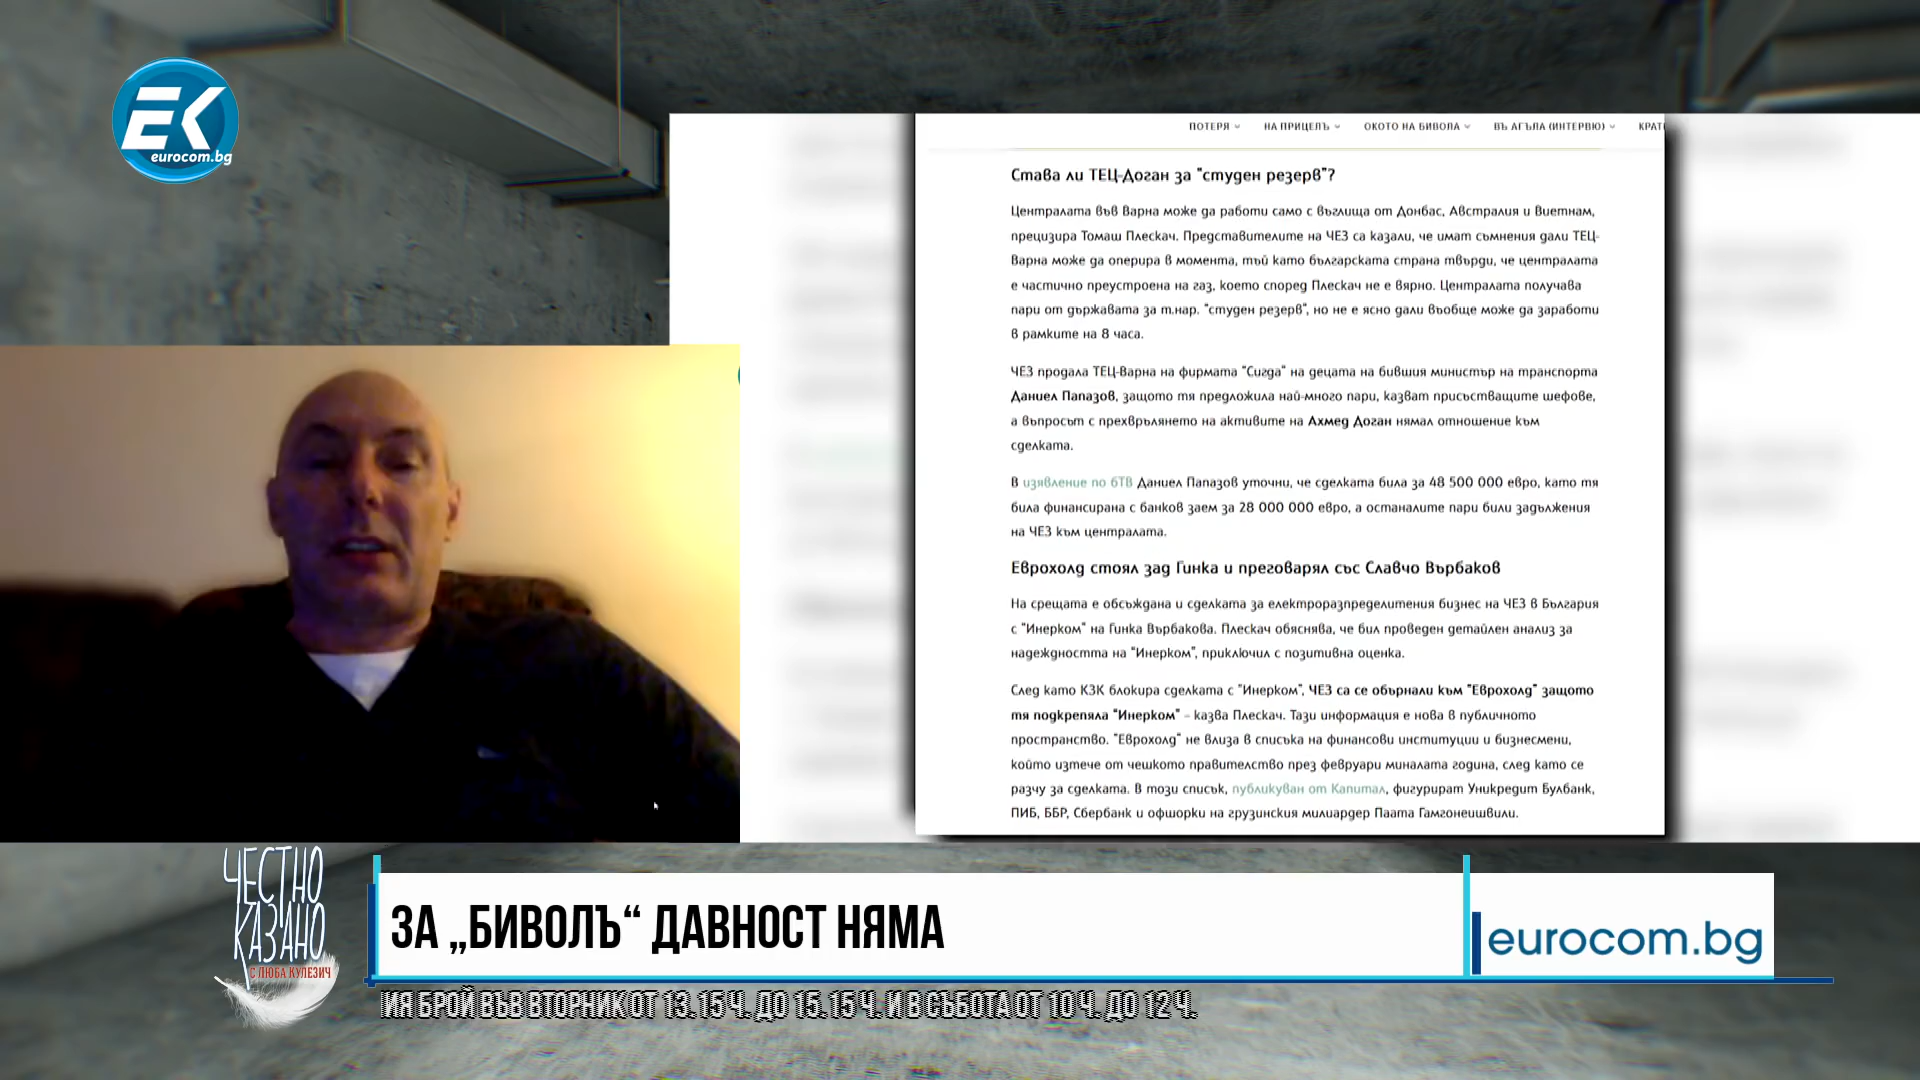 EK
eurocom.bg
ПОТЕРЯ НА ПРИЦЕЛЪ ОКОТО НА БИВОЛА ВЪ АГЪЛА (ИНТЕРВЮ)
Става ли ТЕЦ-Доган за "студен резерв"?
Централата във Варна може да работи само с въглища от Донбас, Австралия и Виетнам,
прецизира Томаш Плескач. Представителите на ЧЕЗ са казали, че имат съмнения дали ТЕЦ-
Варна може да оперира в момента, тъй като българската страна твърди, че централата
е частично преустроена на газ, което според Плескач не е вярно. Централата получава
пари от държавата за т.нар. "студен резерв", но не е ясно дали въобще може да заработи
в рамките на 8 часа.
ЧЕЗ продала ТЕЦ-Варна на фирмата "Сигда" на децата на бившия министър на транспорта
Даниел Папазов, защото тя предложила най-много пари, казват присъстващите шефове,
а въпросът с прехвърлянето на активите на Ахмед Доган нямал отношение към
сделката.
В изявление по бТВ Даниел Папазов уточни, че сделката била за 48 500 000 евро, като тя
била финансирана с банков заем за 28 000 000 евро, а останалите пари били задължения
на ЧЕЗ към централата.
Еврохолд стоял зад Гинка и преговарял със Славчо Върбаков
На срещата е обсъждана и сделката за електроразпределителния бизнес на ЧЕЗ в България
с "Инерком" на Гинка Върбакова. Плескач обяснява, че бил проведен детайлен анализ за
надеждността на "Инерком", приключил с позитивна оценка.
След като КЗК блокира сделката с "Инерком", ЧЕЗ са се обърнали към "Еврохолд" защото
тя подкрепяла "Инерком" – казва Плескач. Тази информация е нова в публичното
пространство. "Еврохолд" не влиза в списъка на финансови институции и бизнесмени,
който изтече от чешкото правителство през февруари миналата година, след като се
разчу за сделката. В този списък, публикуван от Капитал, фигурират Уникредит Булбанк,
ПИБ, ББР, Сбербанк и офшорки на грузинския милиардер Паата Гамгонеишвили.
ЧЕСТНО
КАЗАНО
С ЛЮБА КУЛЕЗИЧ
ЗА „БИВОЛЪ“ ДАВНОСТ НЯМА
eurocom.bg
ИЯ БРОЙ ВЪВ ВТОРНИК ОТ 13.15 Ч. ДО 15.15 Ч. И В СЪБОТА ОТ 10 Ч. ДО 12 Ч.